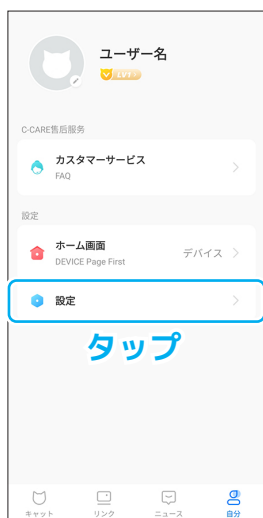 ユーザー名
LV1
C-CARE售后服务
カスタマーサービス
FAQ
設定
ホーム画面
DEVICE Page First
デバイス
設定
タップ
キャット
リンク
ニュース
自分